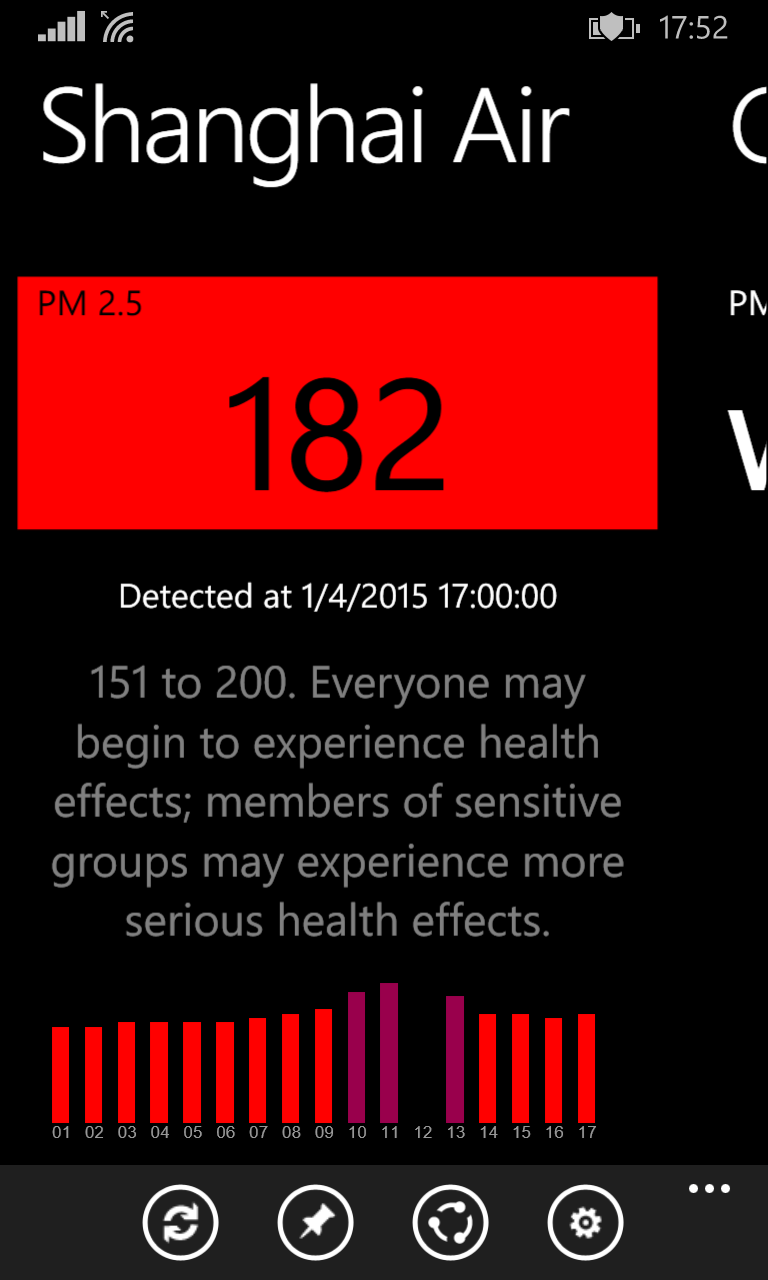 17:52
Shanghai Air
PM 2.5
182
Detected at 1/4/2015 17:00:00
151 to 200. Everyone may
begin to experience health
effects; members of sensitive
groups may experience more
serious health effects.
01 02 03 04 05 06 07 08 09 10 11 12 13 14 15 16 17